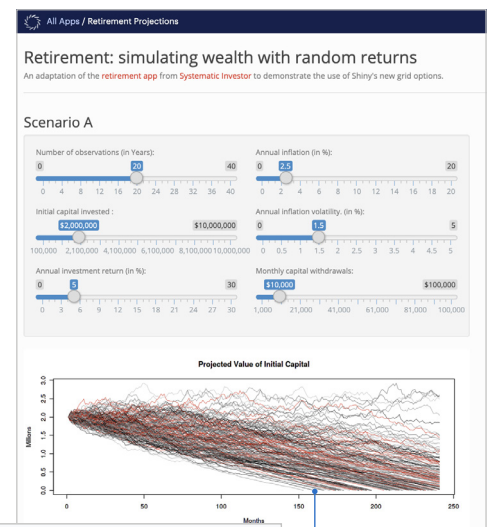 All Apps / Retirement Projections
Retirement: simulating wealth with random returns
An adaptation of the retirement app from Systematic Investor to demonstrate the use of Shiny's new grid options.
Scenario A
Number of observations (in Years):
0 20 40
0 4 8 12 16 20 24 28 32 36 40
Annual inflation (in %):
0 2.5 20
0 2 4 6 8 10 12 14 16 18 20
Initial capital invested :
$2,000,000 $10,000,000
100,000 2,100,000 4,100,000 6,100,000 8,100,000 10,000,000
Annual inflation volatility. (in %):
0 1.5 5
0 0.5 1 1.5 2 2.5 3 3.5 4 4.5 5
Annual investment return (in %):
0 5 30
0 3 6 9 12 15 18 21 24 27 30
Monthly capital withdrawals:
$10,000 $100,000
1,000 21,000 41,000 61,000 81,000 100,000
Projected Value of Initial Capital
Millions
3.0
2.5
2.0
1.5
1.0
0.5
0.0
0 50 100 150 200 250
Months